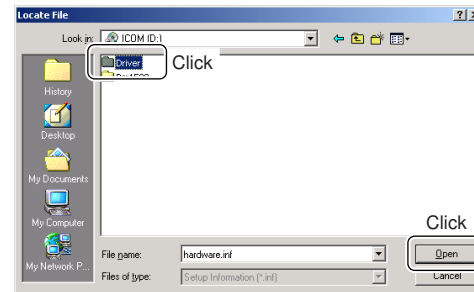 Locate File
Look in: ICOM (D:)
Driver
Click
History
Desktop
My Documents
My Computer
My Network P...
Click
File name: hardware.inf
Open
Files of type: Setup Information (*.inf)
Cancel